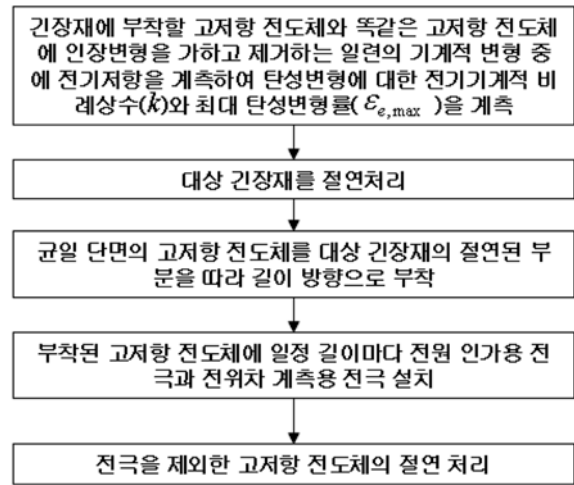 긴장재에 부착할 고저항 전도체와 똑같은 고저항 전도체
에 인장변형을 가하고 제거하는 일련의 기계적 변형 중
에 전기저항을 계측하여 탄성변형에 대한 전기기계적 비
례상수(k)와 최대 탄성변형률( ε_{e,max} )을 계측
대상 긴장재를 절연처리
균일 단면의 고저항 전도체를 대상 긴장재의 절연된 부
분을 따라 길이 방향으로 부착
부착된 고저항 전도체에 일정 길이마다 전원 인가용 전
극과 전위차 계측용 전극 설치
전극을 제외한 고저항 전도체의 절연 처리